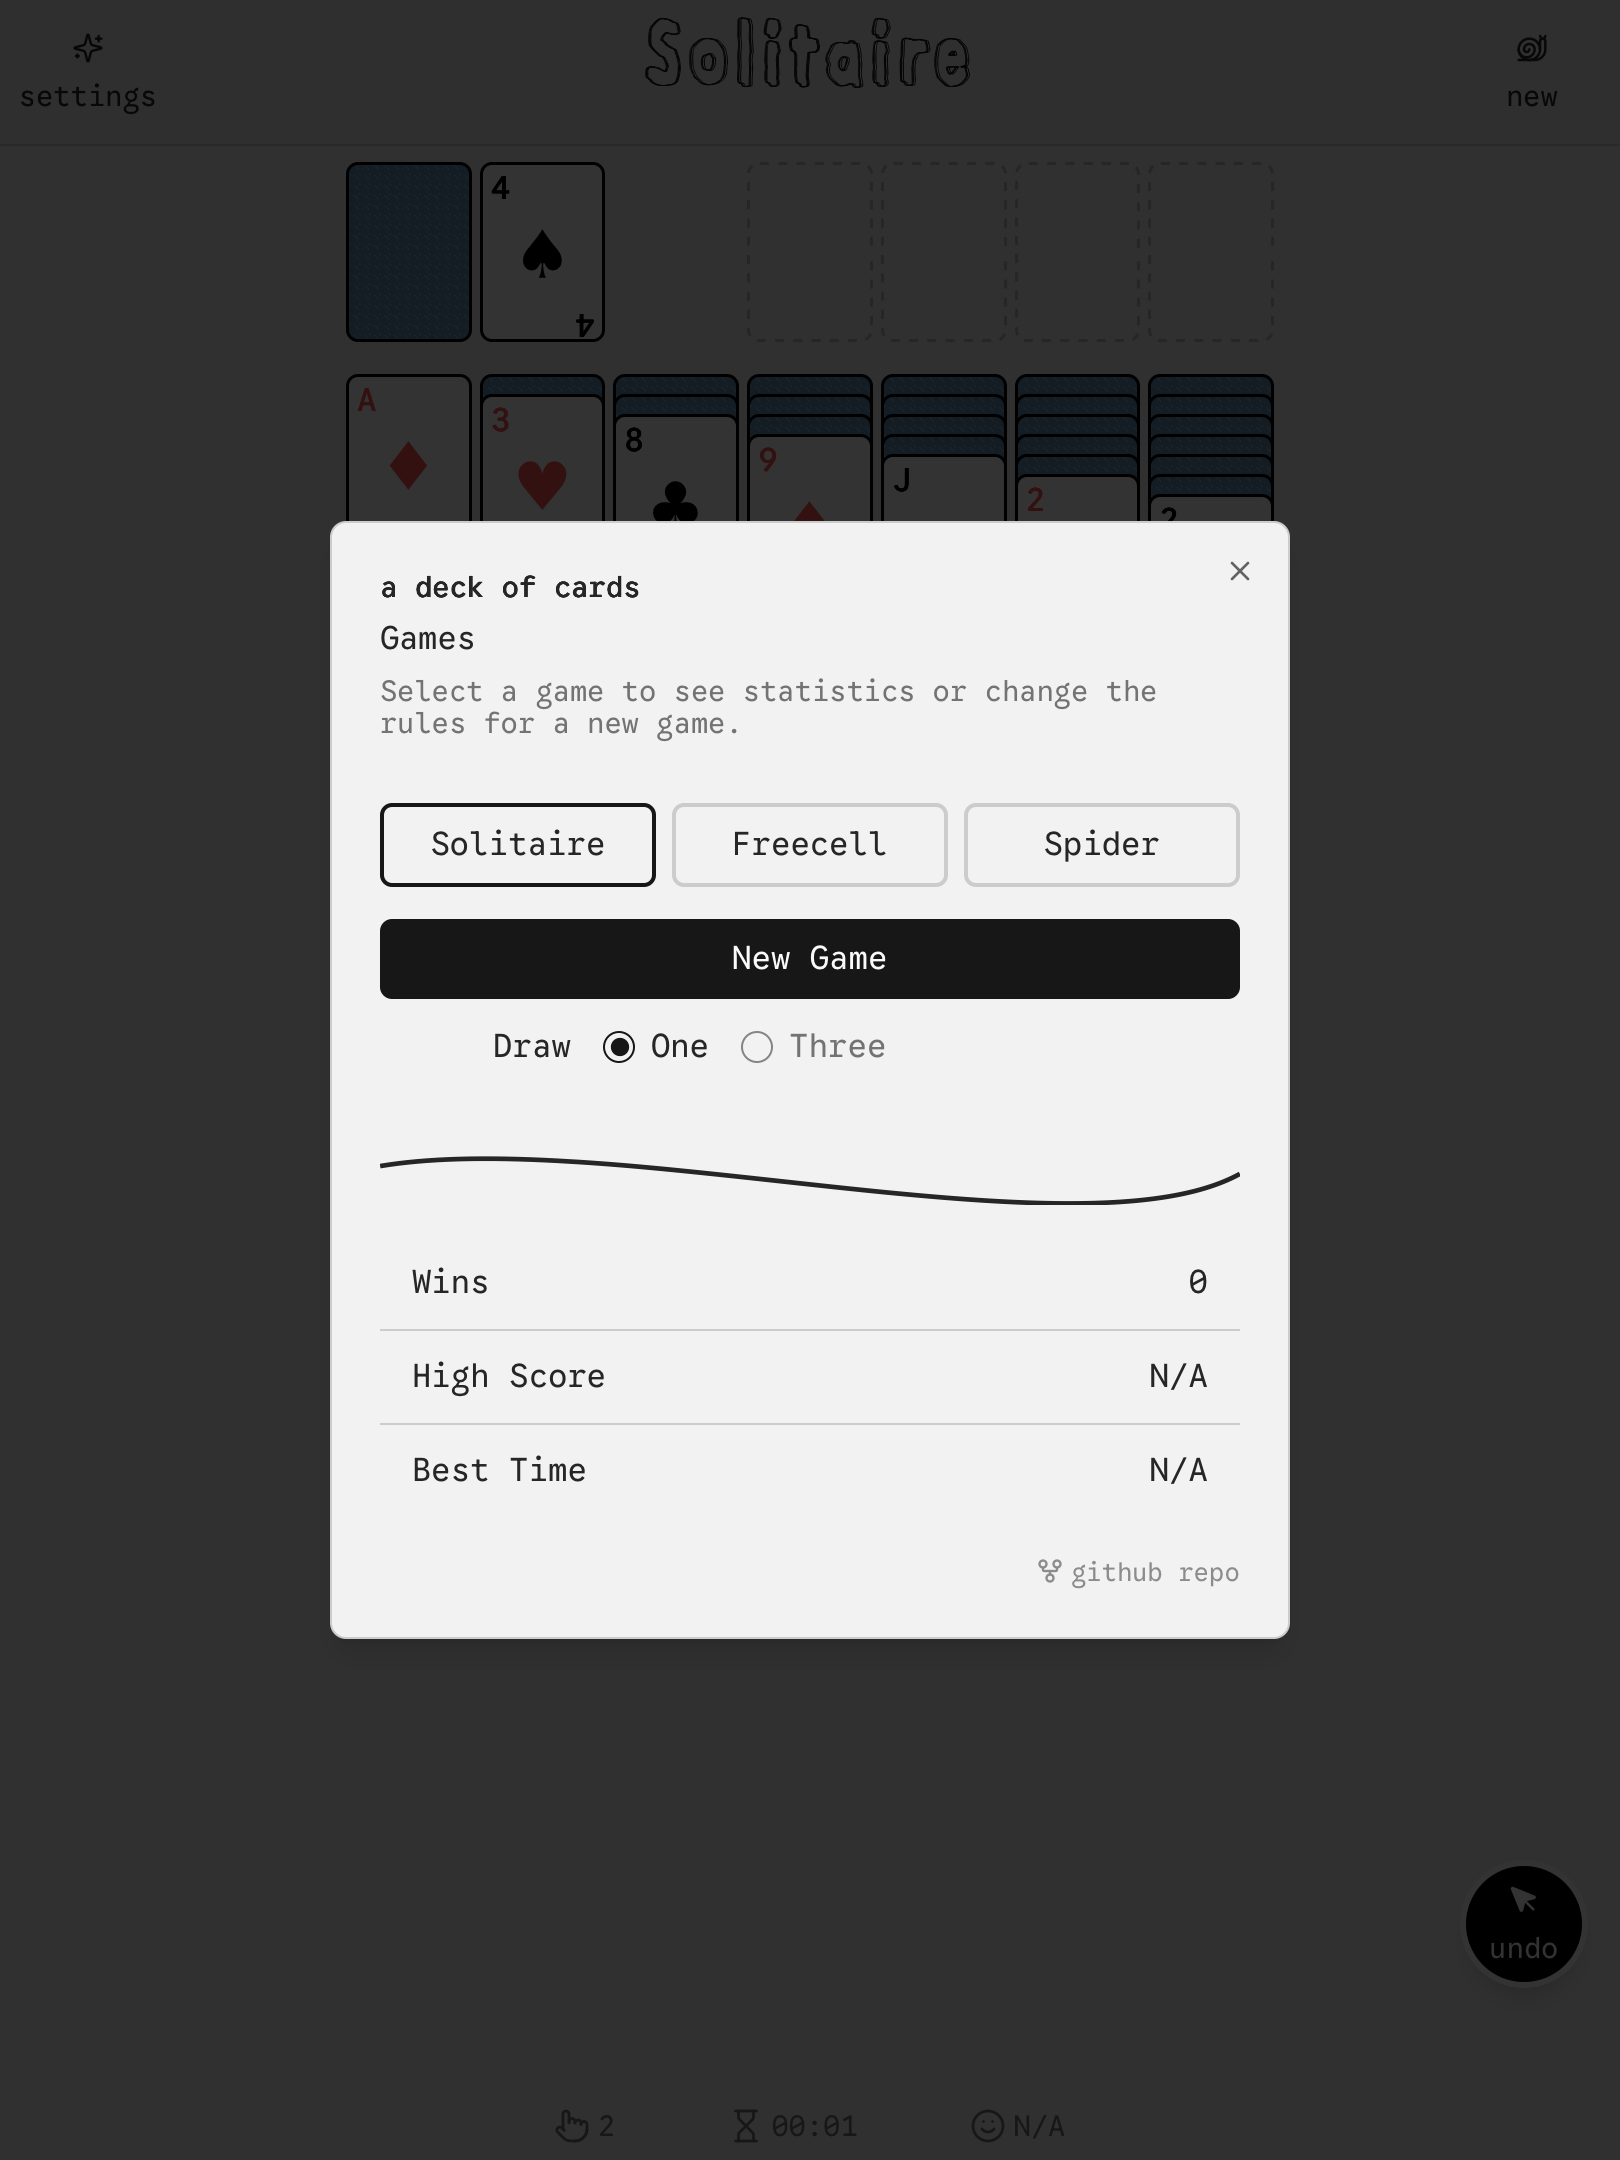 Solitaire
settings
new
4
4
A
3
8
9
J
2
2
a deck of cards
Games
Select a game to see statistics or change the
rules for a new game.
Solitaire
Freecell
Spider
New Game
Draw One Three
Wins 0
High Score N/A
Best Time N/A
github repo
undo
2 00:01 N/A